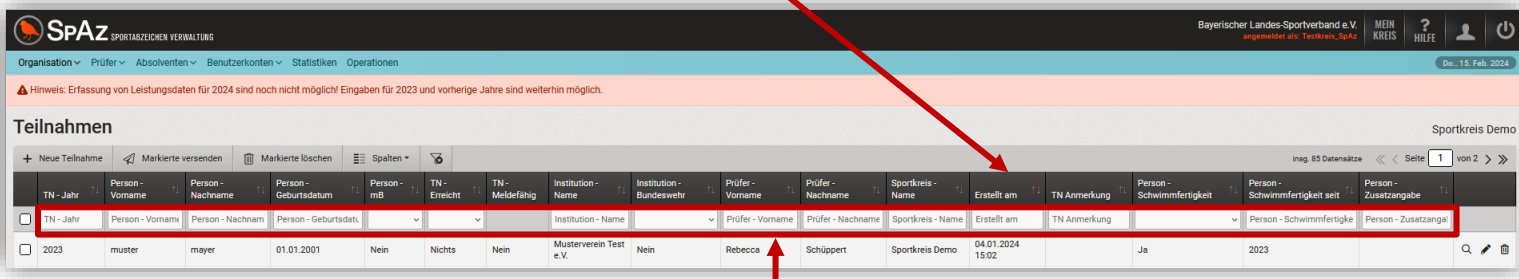 SPAZ SPORTABZEICHEN VERWALTUNG
Bayerischer Landes-Sportverband e.V.
angemeldet als: Testkreis_SpAz
MEIN KREIS
? HILFE
Organisation Prüfer Absolventen Benutzerkonten Statistiken Operationen
Do., 15. Feb. 2024
Hinweis: Erfassung von Leistungsdaten für 2024 sind noch nicht möglich! Eingaben für 2023 und vorherige Jahre sind weiterhin möglich.
Teilnahmen
Sportkreis Demo
+ Neue Teilnahme Markierte versenden Markierte löschen Spalten
insg. 85 Datensätze Seite 1 von 2
TN - Jahr Person - Vorname Person - Nachname Person - Geburtsdatum Person - mB TN - Erreicht TN - Meldefähig Institution - Name Institution - Bundeswehr Prüfer - Vorname Prüfer - Nachname Sportkreis - Name Erstellt am TN Anmerkung Person - Schwimmfertigkeit Person - Schwimmfertigkeit seit Person - Zusatzangabe
TN - Jahr Person - Vorname Person - Nachnam Person - Geburtsdatu Institution - Name Prüfer - Vorname Prüfer - Nachname Sportkreis - Name Erstellt am TN Anmerkung Person - Schwimmfertigke Person - Zusatzangal
2023 muster mayer 01.01.2001 Nein Nichts Nein Musterverein Test e.V. Nein Rebecca Schüppert Sportkreis Demo 04.01.2024 15:02 Ja 2023